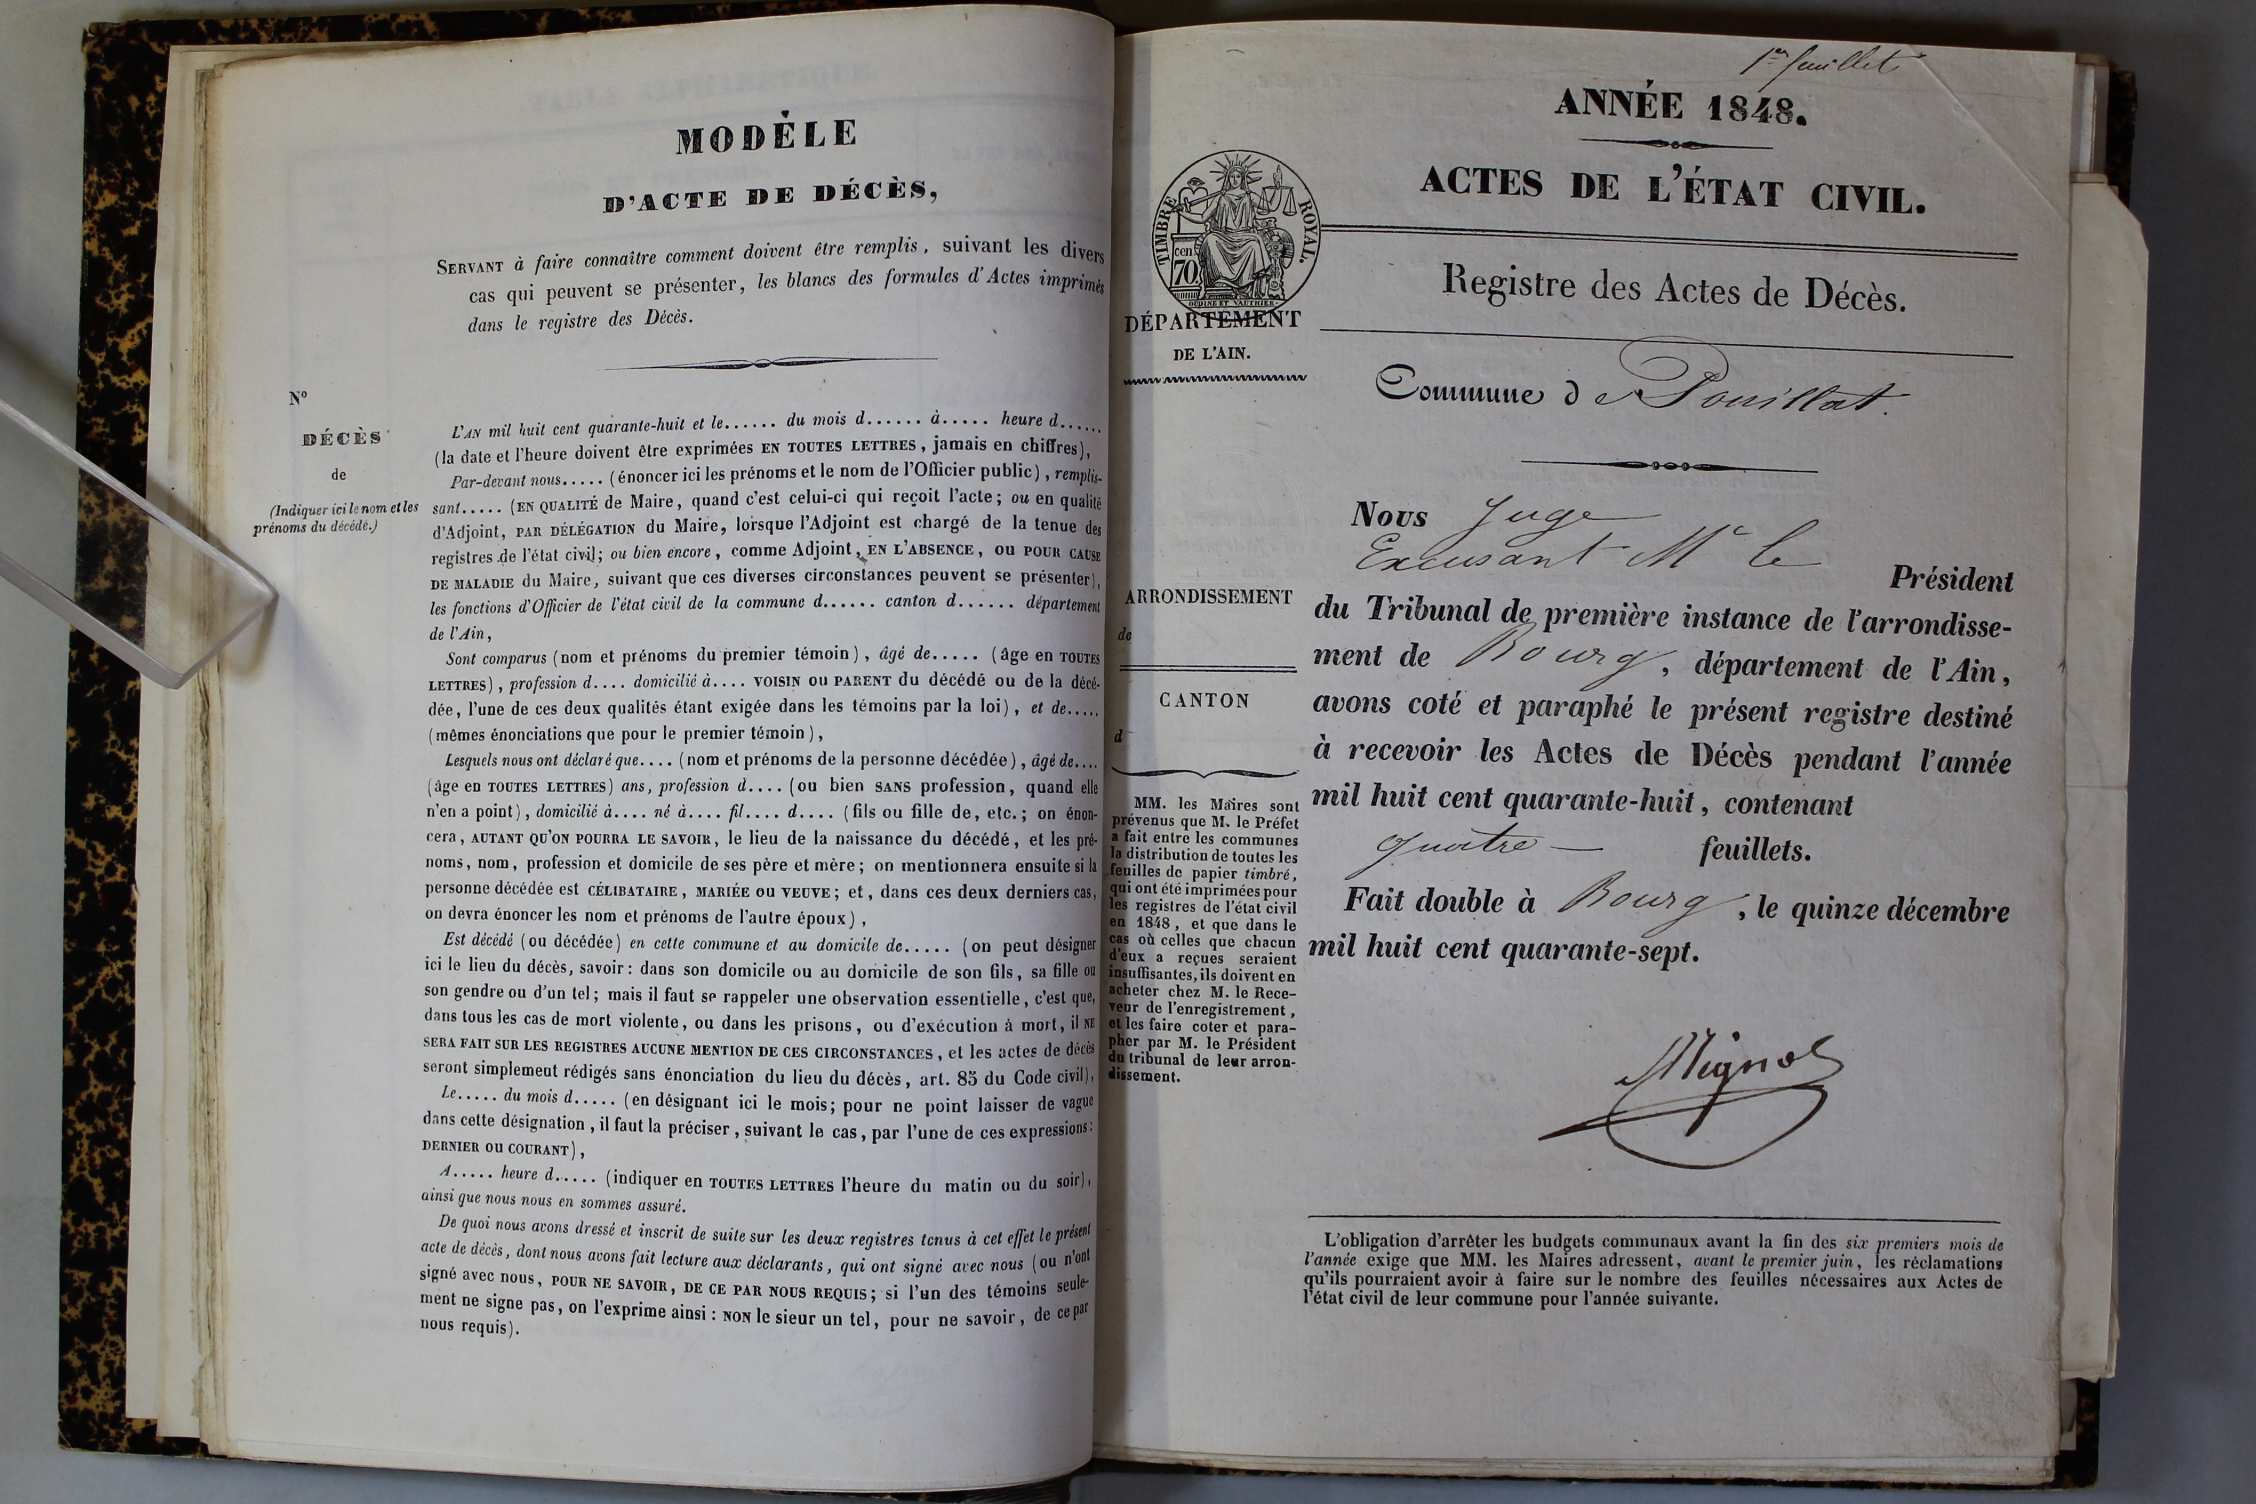 MODÈLE
D'ACTE DE DÉCÈS,
SERVANT à faire connaître comment doivent être remplis, suivant les divers
cas qui peuvent se présenter, les blancs des formules d'Actes imprimés
dans le registre des Décès.
No
DÉCÈS
de
(Indiquer ici le nom et les
prénoms du décédé.)
L'AN mil huit cent quarante-huit et le...... du mois d...... à..... heure d......
(la date et l'heure doivent être exprimées EN TOUTES LETTRES, jamais en chiffres),
Par-devant nous..... (énoncer ici les prénoms et le nom de l'Officier public), remplis-
sant..... (EN QUALITÉ de Maire, quand c'est celui-ci qui reçoit l'acte; ou en qualité
d'Adjoint, PAR DÉLÉGATION du Maire, lorsque l'Adjoint est chargé de la tenue des
registres de l'état civil; ou bien encore, comme Adjoint, EN L'ABSENCE, OU POUR CAUSE
DE MALADIE du Maire, suivant que ces diverses circonstances peuvent se présenter),
les fonctions d'Officier de l'état civil de la commune d...... canton d...... département
de l'Ain,
Sont comparus (nom et prénoms du premier témoin), âgé de..... (âge en TOUTES
LETTRES), profession d.... domicilié à.... VOISIN OU PARENT du décédé ou de la décé-
dée, l'une de ces deux qualités étant exigée dans les témoins par la loi), et de.....
(mêmes énonciations que pour le premier témoin),
Lesquels nous ont déclaré que.... (nom et prénoms de la personne décédée), âgé de....
(âge en TOUTES LETTRES) ans, profession d.... (ou bien SANS profession, quand elle
n'en a point), domicilié à.... né à.... fil.... d.... (fils ou fille de, etc.; on énon-
cera, AUTANT QU'ON POURRA LE SAVOIR, le lieu de la naissance du décédé, et les pré-
noms, nom, profession et domicile de ses père et mère; on mentionnera ensuite si la
personne décédée est CÉLIBATAIRE, MARIÉE OU VEUVE; et, dans ces deux derniers cas,
on devra énoncer les nom et prénoms de l'autre époux),
Est décédé (ou décédée) en cette commune et au domicile de..... (on peut désigner
ici le lieu du décès, savoir: dans son domicile ou au domicile de son fils, sa fille ou
son gendre ou d'un tel; mais il faut se rappeler une observation essentielle, c'est que,
dans tous les cas de mort violente, ou dans les prisons, ou d'exécution à mort, il NE
SERA FAIT SUR LES REGISTRES AUCUNE MENTION DE CES CIRCONSTANCES, et les actes de décès
seront simplement rédigés sans énonciation du lieu du décès, art. 85 du Code civil),
Le..... du mois d..... (en désignant ici le mois; pour ne point laisser de vague
dans cette désignation, il faut la préciser, suivant le cas, par l'une de ces expressions:
DERNIER OU COURANT),
A..... heure d..... (indiquer en TOUTES LETTRES l'heure du matin ou du soir),
ainsi que nous nous en sommes assuré.
De quoi nous avons dressé et inscrit de suite sur les deux registres tenus à cet effet le présent
acte de décès, dont nous avons fait lecture aux déclarants, qui ont signé avec nous (ou n'ont
signé avec nous, POUR NE SAVOIR, DE CE PAR NOUS REQUIS; si l'un des témoins seule-
ment ne signe pas, on l'exprime ainsi: NON le sieur un tel, pour ne savoir, de ce par
nous requis).
1er feuillet
ANNÉE 1848.
ACTES DE L'ÉTAT CIVIL.
TIMBRE ROYAL.
cen
70
OUDINE ET VAUTHIER
Registre des Actes de Décès.
DÉPARTEMENT
DE L'AIN.
Commune de Pouillat.
ARRONDISSEMENT
de
CANTON
d
MM. les Maires sont
prévenus que M. le Préfet
a fait entre les communes
la distribution de toutes les
feuilles de papier timbré,
qui ont été imprimées pour
les registres de l'état civil
en 1848, et que dans le
cas où celles que chacun
d'eux a reçues seraient
insuffisantes, ils doivent en
acheter chez M. le Rece-
veur de l'enregistrement,
et les faire coter et para-
pher par M. le Président
du tribunal de leur arron-
dissement.
Nous Juge
Excusant Mr le
Président
du Tribunal de première instance de l'arrondisse-
ment de Bourg, département de l'Ain,
avons coté et paraphé le présent registre destiné
à recevoir les Actes de Décès pendant l'année
mil huit cent quarante-huit, contenant
quatre — feuillets.
Fait double à Bourg, le quinze décembre
mil huit cent quarante-sept.
Mignot
L'obligation d'arrêter les budgets communaux avant la fin des six premiers mois de
l'année exige que MM. les Maires adressent, avant le premier juin, les réclamations
qu'ils pourraient avoir à faire sur le nombre des feuilles nécessaires aux Actes de
l'état civil de leur commune pour l'année suivante.